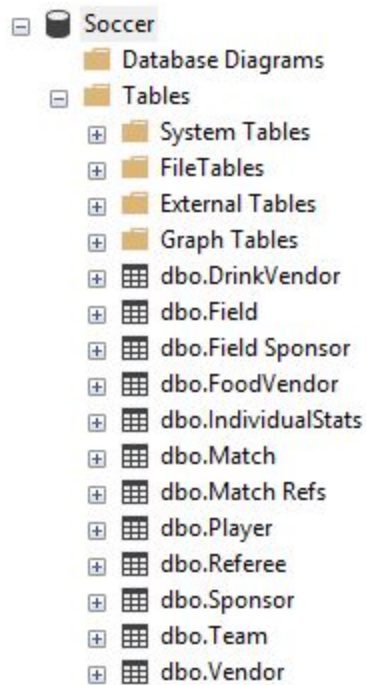 Soccer
Database Diagrams
Tables
System Tables
FileTables
External Tables
Graph Tables
dbo.DrinkVendor
dbo.Field
dbo.Field Sponsor
dbo.FoodVendor
dbo.IndividualStats
dbo.Match
dbo.Match Refs
dbo.Player
dbo.Referee
dbo.Sponsor
dbo.Team
dbo.Vendor